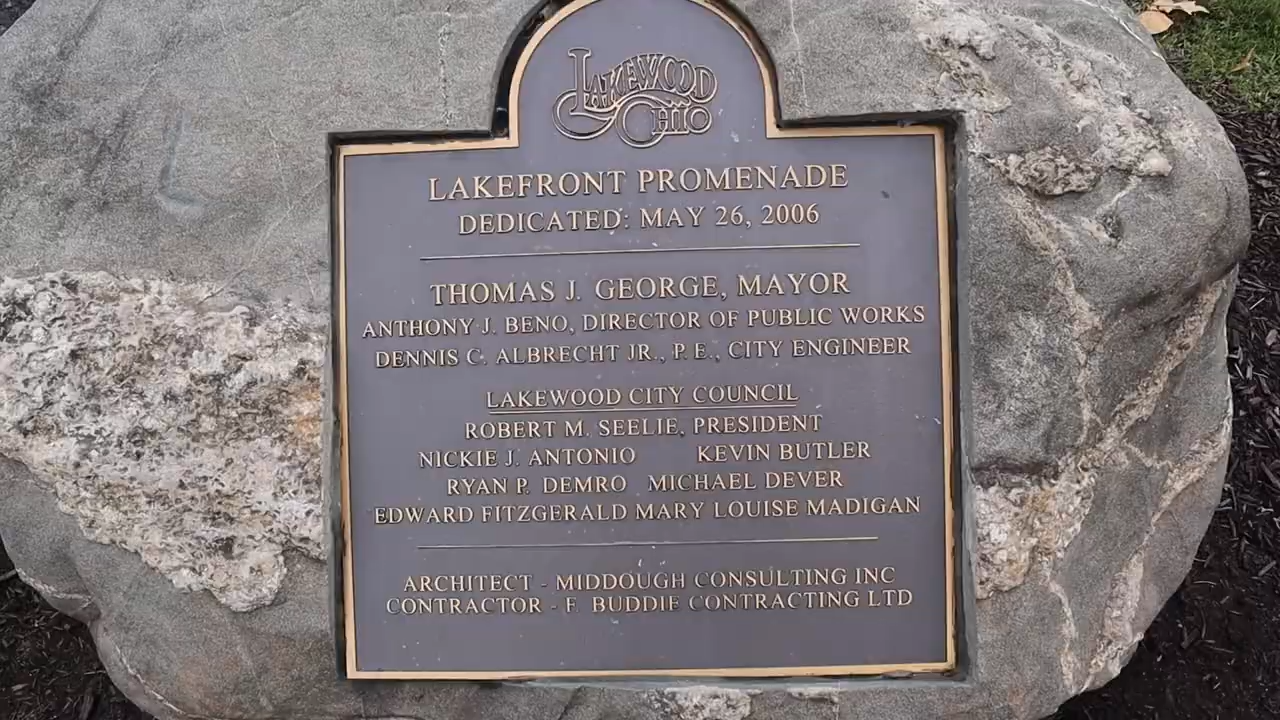 LAKEWOOD
OHIO
LAKEFRONT PROMENADE
DEDICATED: MAY 26, 2006
THOMAS J. GEORGE, MAYOR
ANTHONY J. BENO, DIRECTOR OF PUBLIC WORKS
DENNIS C. ALBRECHT JR., P.E., CITY ENGINEER
LAKEWOOD CITY COUNCIL
ROBERT M. SEELIE, PRESIDENT
NICKIE J. ANTONIO KEVIN BUTLER
RYAN P. DEMRO MICHAEL DEVER
EDWARD FITZGERALD MARY LOUISE MADIGAN
ARCHITECT - MIDDOUGH CONSULTING INC
CONTRACTOR - F. BUDDIE CONTRACTING LTD